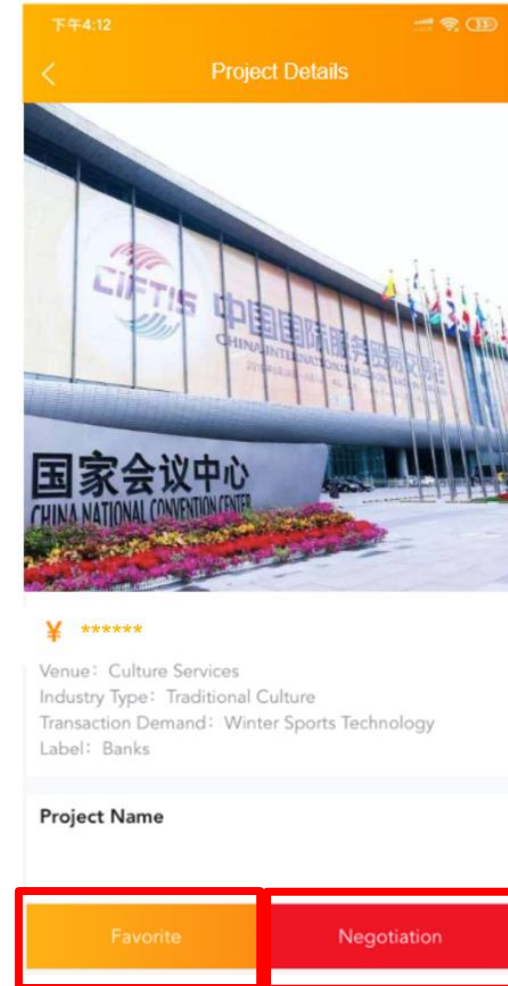 下午4:12
Project Details
CIFTIS
中国国际服务贸易交易会
国家会议中心
CHINA NATIONAL CONVENTION CENTER
¥ ******
Venue: Culture Services
Industry Type: Traditional Culture
Transaction Demand: Winter Sports Technology
Label: Banks
Project Name
Favorite
Negotiation